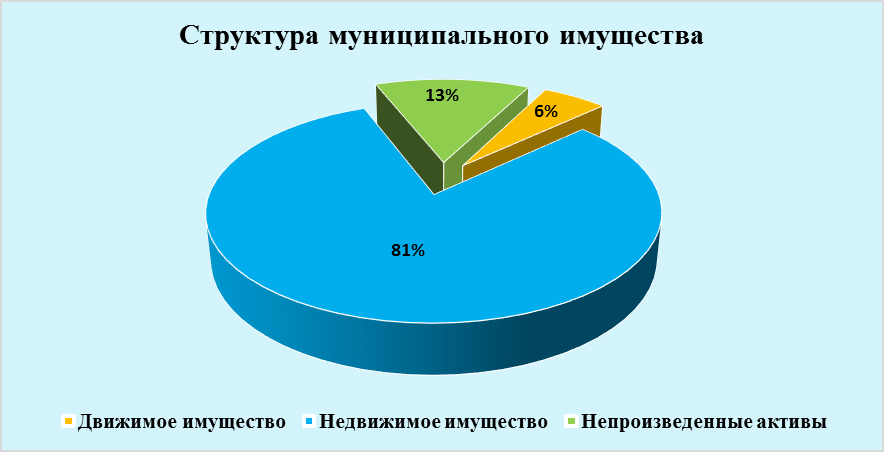 Структура муниципального имущества
13%
6%
81%
Движимое имущество Недвижимое имущество Непроизведенные активы